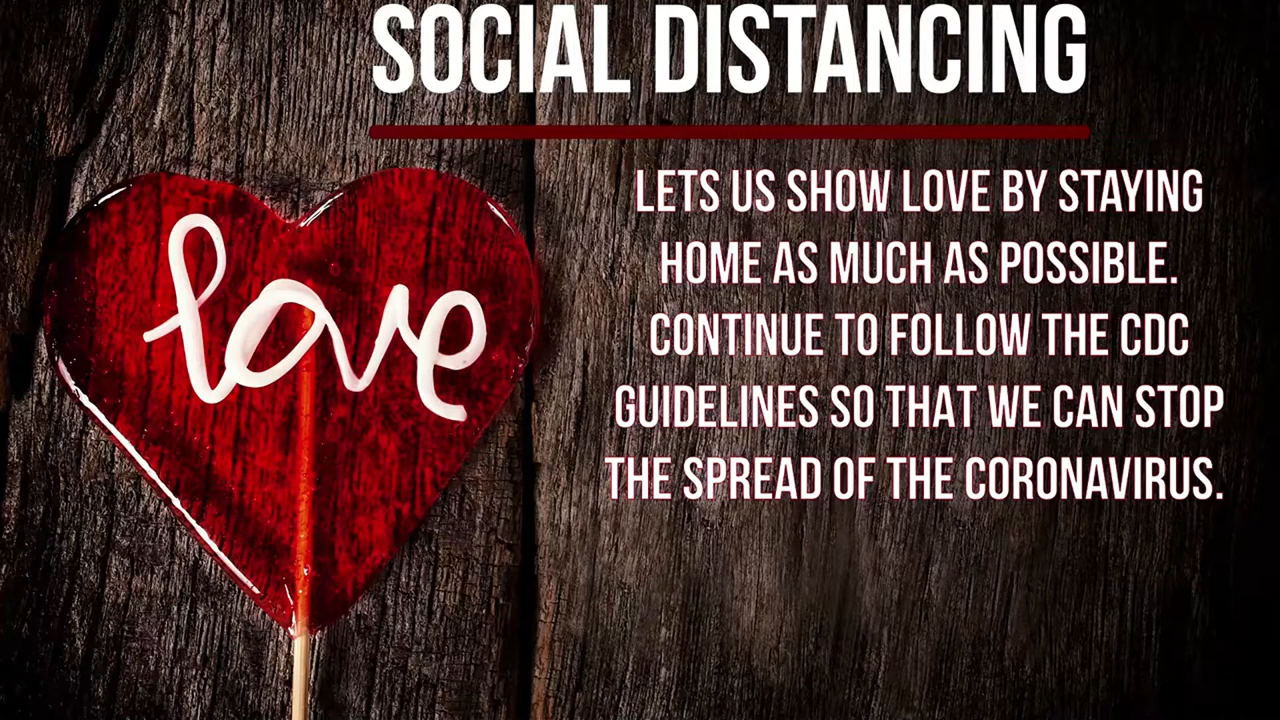 SOCIAL DISTANCING
love
LETS US SHOW LOVE BY STAYING
HOME AS MUCH AS POSSIBLE.
CONTINUE TO FOLLOW THE CDC
GUIDELINES SO THAT WE CAN STOP
THE SPREAD OF THE CORONAVIRUS.